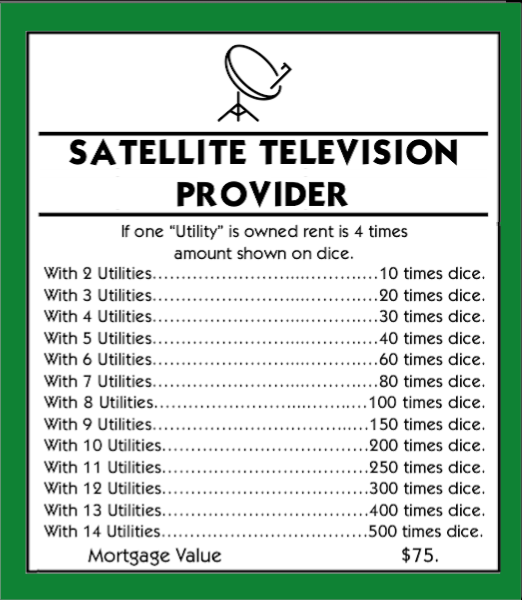 SATELLITE TELEVISION
PROVIDER
If one “Utility” is owned rent is 4 times
amount shown on dice.
With 2 Utilities..........................................10 times dice.
With 3 Utilities..........................................20 times dice.
With 4 Utilities..........................................30 times dice.
With 5 Utilities..........................................40 times dice.
With 6 Utilities..........................................60 times dice.
With 7 Utilities..........................................80 times dice.
With 8 Utilities........................................100 times dice.
With 9 Utilities........................................150 times dice.
With 10 Utilities......................................200 times dice.
With 11 Utilities......................................250 times dice.
With 12 Utilities......................................300 times dice.
With 13 Utilities......................................400 times dice.
With 14 Utilities......................................500 times dice.
Mortgage Value $75.